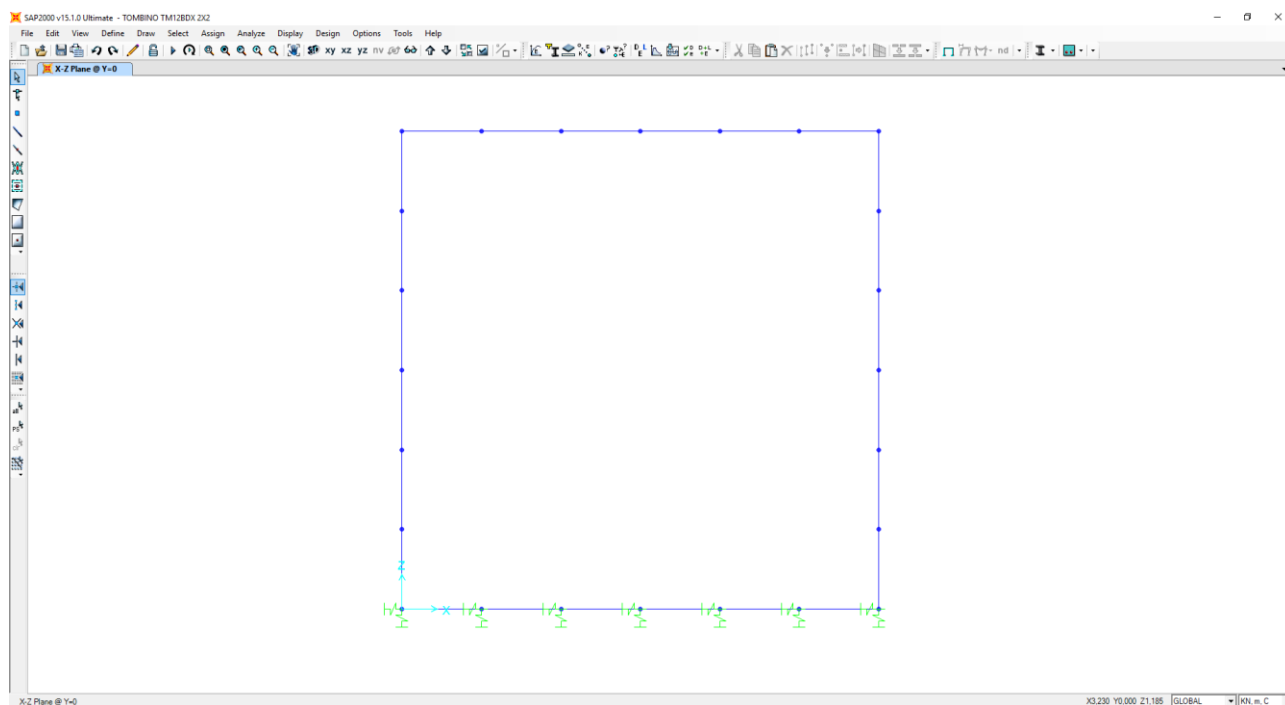 SAP2000 v15.1.0 Ultimate - TOMBINO TM12BDX 2X2
File Edit View Define Draw Select Assign Analyze Display Design Options Tools Help
xy xz yz nv nd
X-Z Plane @ Y=0
Z
X
X-Z Plane @ Y=0
X3,230 Y0,000 Z1,185 GLOBAL KN, m, C